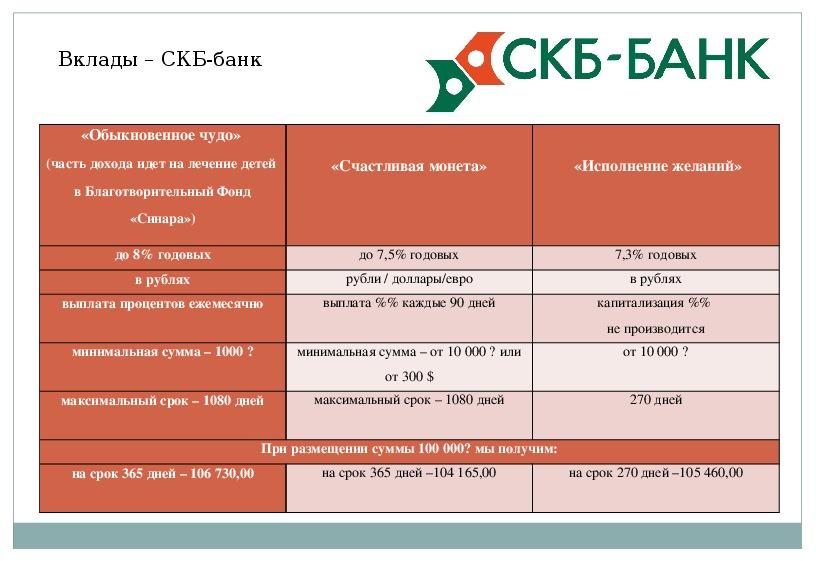 Вклады – СКБ-банк
СКБ-БАНК
«Обыкновенное чудо»
(часть дохода идет на лечение детей
в Благотворительный Фонд
«Синара»)
«Счастливая монета»
«Исполнение желаний»
до 8% годовых
до 7,5% годовых
7,3% годовых
в рублях
рубли / доллары/евро
в рублях
выплата процентов ежемесячно
выплата %% каждые 90 дней
капитализация %%
не производится
минимальная сумма – 1000 ?
минимальная сумма – от 10 000 ? или
от 300 $
от 10 000 ?
максимальный срок – 1080 дней
максимальный срок – 1080 дней
270 дней
При размещении суммы 100 000? мы получим:
на срок 365 дней – 106 730,00
на срок 365 дней –104 165,00
на срок 270 дней –105 460,00